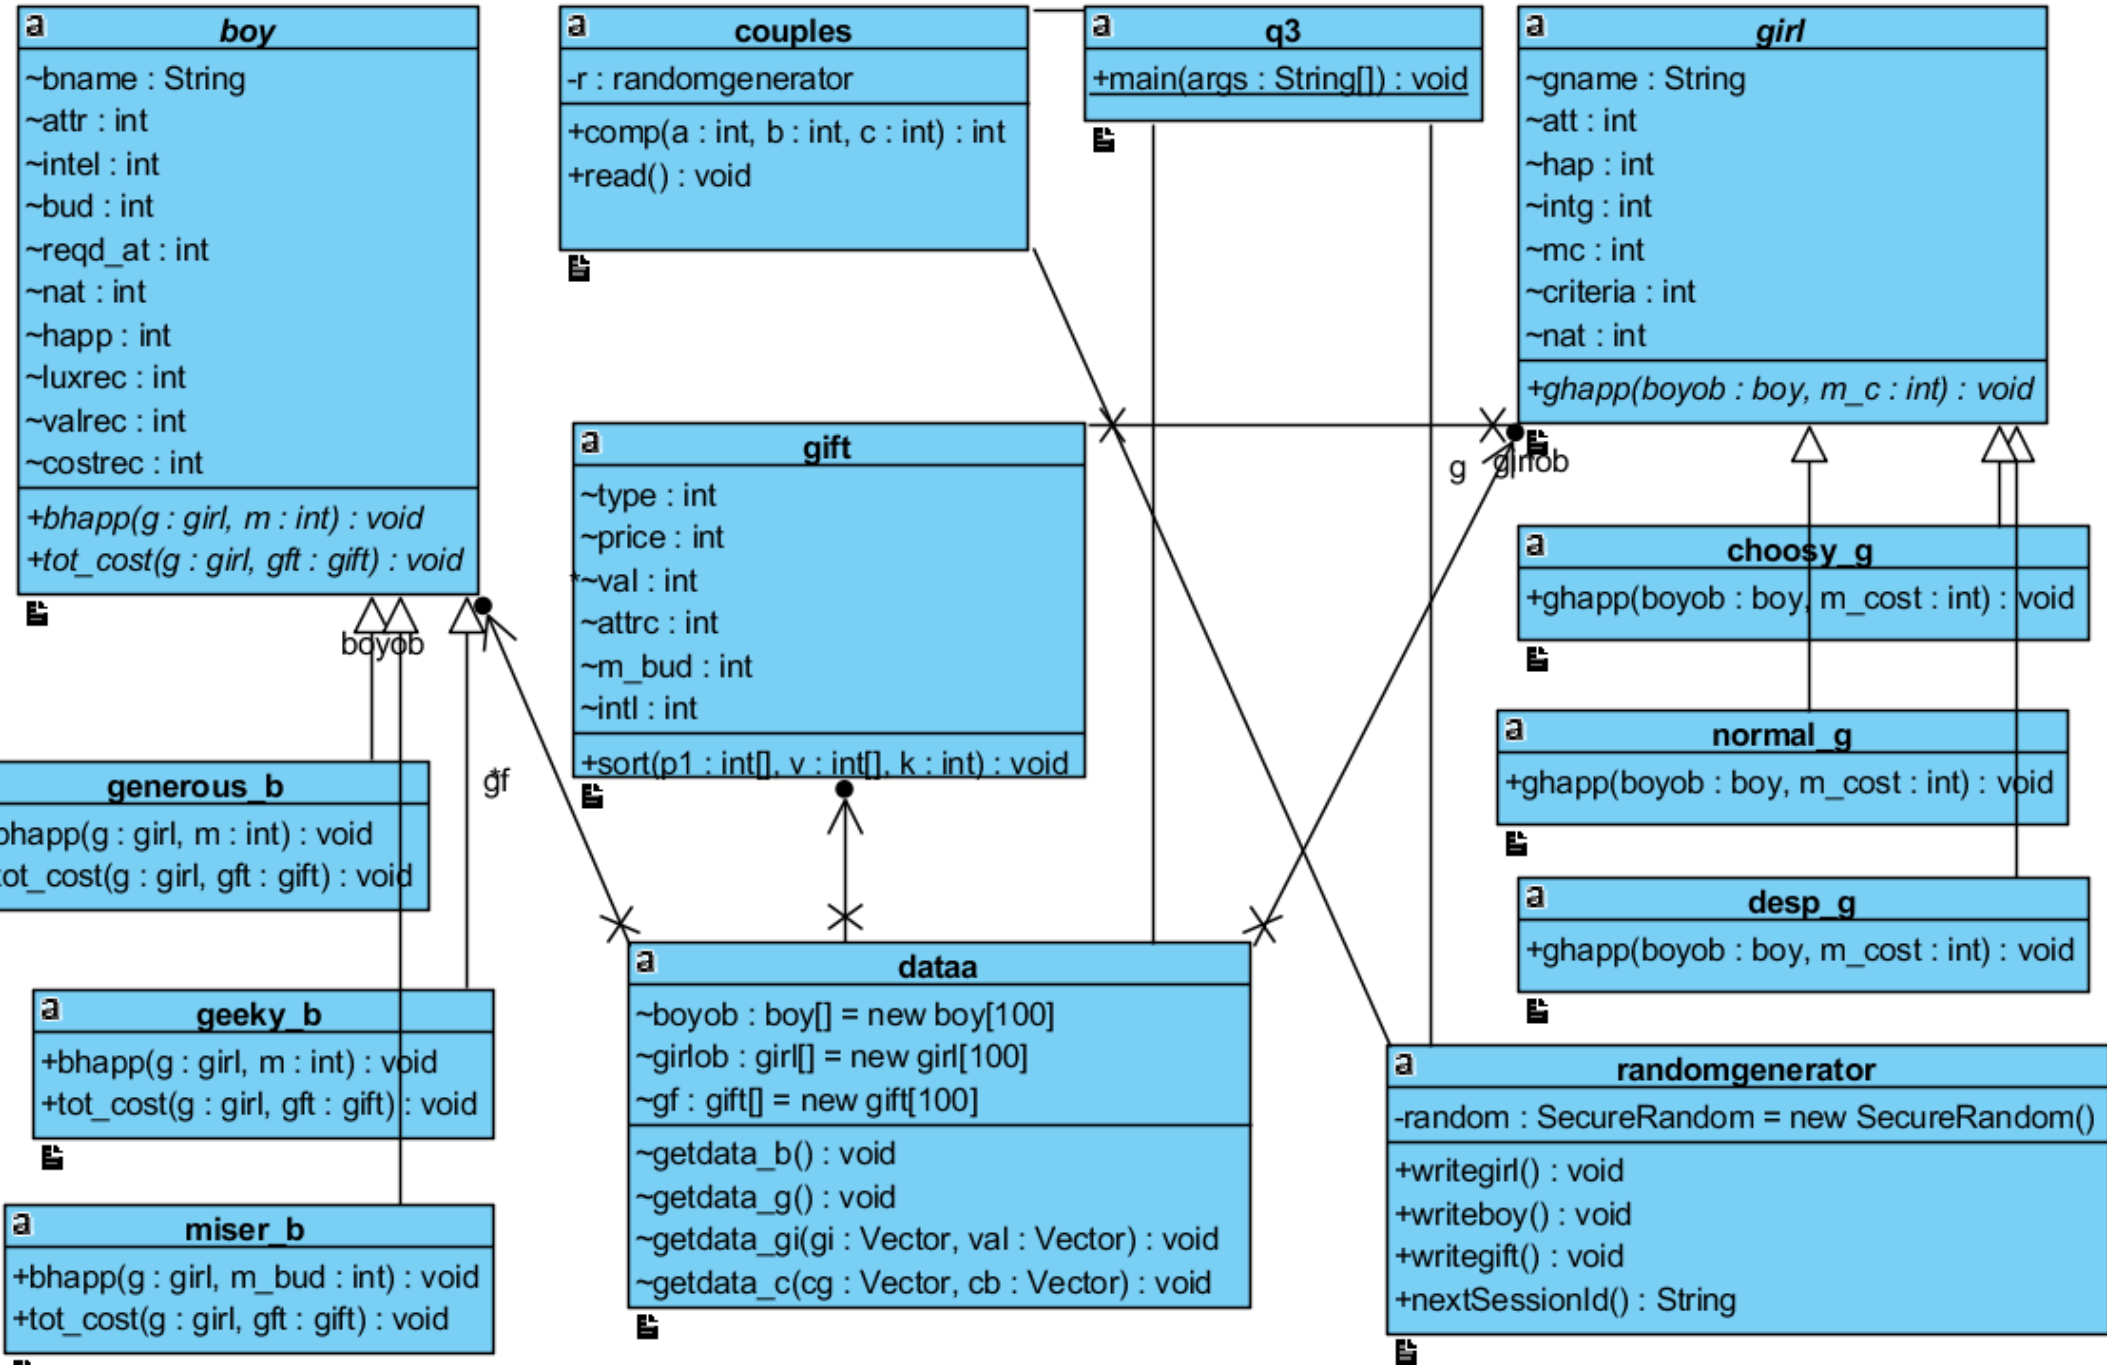 boy
~bname : String
~attr : int
~intel : int
~bud : int
~reqd_at : int
~nat : int
~happ : int
~luxrec : int
~valrec : int
~costrec : int
+bhapp(g : girl, m : int) : void
+tot_cost(g : girl, gft : gift) : void
couples
-r : randomgenerator
+comp(a : int, b : int, c : int) : int
+read() : void
q3
+main(args : String[]) : void
girl
~gname : String
~att : int
~hap : int
~intg : int
~mc : int
~criteria : int
~nat : int
+ghapp(boyob : boy, m_c : int) : void
g
girlob
gift
~type : int
~price : int
*~val : int
~attrc : int
~m_bud : int
~intl : int
+sort(p1 : int[], v : int[], k : int) : void
choosy_g
+ghapp(boyob : boy, m_cost : int) : void
normal_g
+ghapp(boyob : boy, m_cost : int) : void
desp_g
+ghapp(boyob : boy, m_cost : int) : void
boyob
gf
generous_b
bhapp(g : girl, m : int) : void
tot_cost(g : girl, gft : gift) : void
geeky_b
+bhapp(g : girl, m : int) : void
+tot_cost(g : girl, gft : gift) : void
miser_b
+bhapp(g : girl, m_bud : int) : void
+tot_cost(g : girl, gft : gift) : void
dataa
~boyob : boy[] = new boy[100]
~girlob : girl[] = new girl[100]
~gf : gift[] = new gift[100]
~getdata_b() : void
~getdata_g() : void
~getdata_gi(gi : Vector, val : Vector) : void
~getdata_c(cg : Vector, cb : Vector) : void
randomgenerator
-random : SecureRandom = new SecureRandom()
+writegirl() : void
+writeboy() : void
+writegift() : void
+nextSessionId() : String